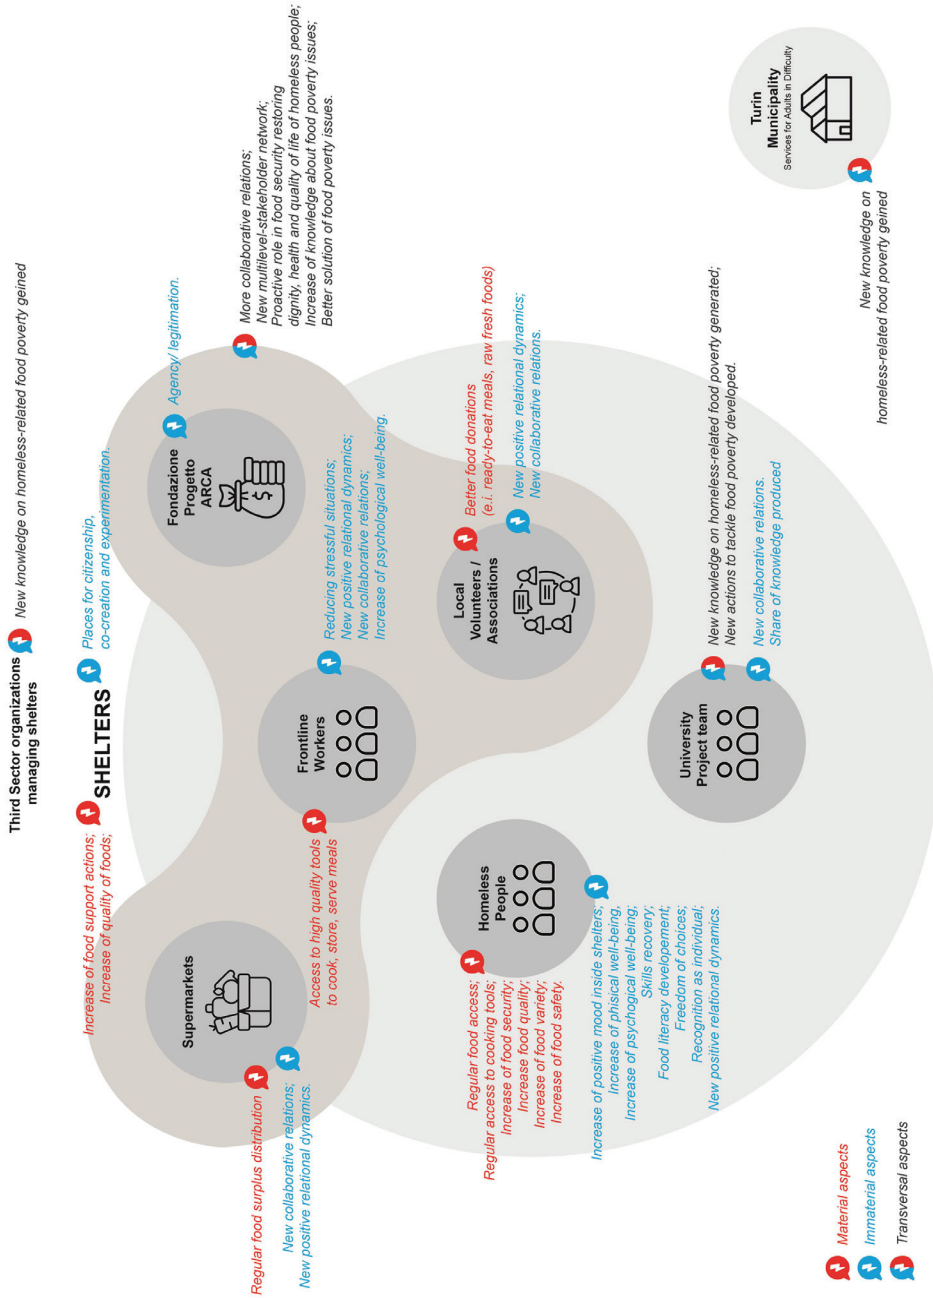 Third Sector organizations
managing shelters
New knowledge on homeless-related food poverty geined
Increase of food support actions;
Increase of quality of foods;
SHELTERS
Places for citizenship,
co-creation and experimentation.
Supermarkets
Regular food surplus distribution
New collaborative relations;
New positive relational dynamics.
Frontline
Workers
Access to high quality tools
to cook, store, serve meals
Reducing stressful situations;
New positive relational dynamics;
New collaborative relations;
Increase of psychological well-being.
Fondazione
Progetto
ARCA
$
Agency/ legitimation.
More collaborative relations;
New multilevel-stakeholder network;
Proactive role in food security restoring
dignity, health and quality of life of homeless people;
Increase of knowledge about food poverty issues;
Better solution of food poverty issues.
Homeless
People
Regular food access;
Regular access to cooking tools;
Increase of food security;
Increase food quality;
Increase of food variety;
Increase of food safety.
Increase of positive mood inside shelters;
Increase of phisical well-being,
Increase of psychogical well-being;
Skills recovery;
Food literacy developement;
Freedom of choices;
Recognition as individual;
New positive relational dynamics.
Local
Volunteers /
Associations
Better food donations
(e.i. ready-to-eat meals, raw fresh foods)
New positive relational dynamics;
New collaborative relations.
University
Project team
New knowledge on homeless-related food poverty generated;
New actions to tackle food poverty developed.
New collaborative relations.
Share of knowledge produced
Turin
Municipality
Services for Adults in Difficulty
New knowledge on
homeless-related food poverty gained
Material aspects
Immaterial aspects
Transversal aspects